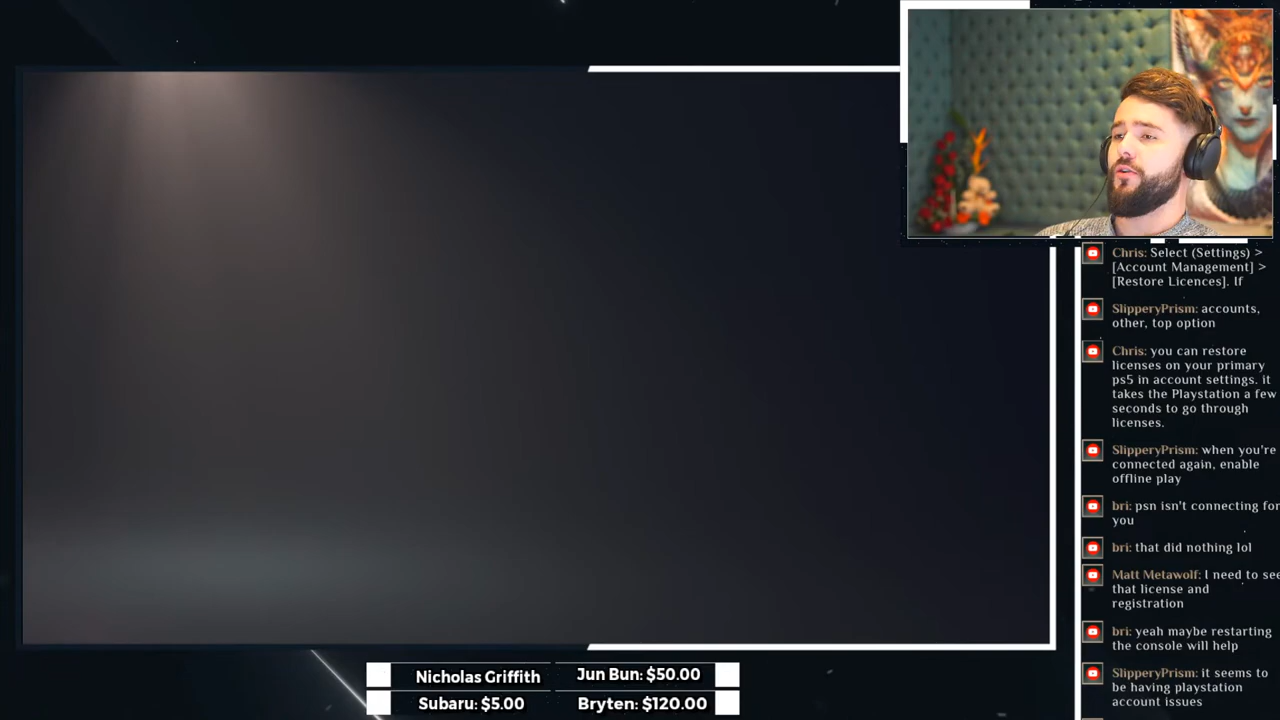 Chris: Select (Settings) >
[Account Management] >
[Restore Licences]. If
SlipperyPrism: accounts,
other, top option
Chris: you can restore
licenses on your primary
ps5 in account settings. it
takes the Playstation a few
seconds to go through
licenses.
SlipperyPrism: when you're
connected again, enable
offline play
bri: psn isn't connecting for
you
bri: that did nothing lol
Matt Metawolf: I need to see
that license and
registration
bri: yeah maybe restarting
the console will help
SlipperyPrism: it seems to
be having playstation
account issues
Nicholas Griffith
Jun Bun: $50.00
Subaru: $5.00
Bryten: $120.00